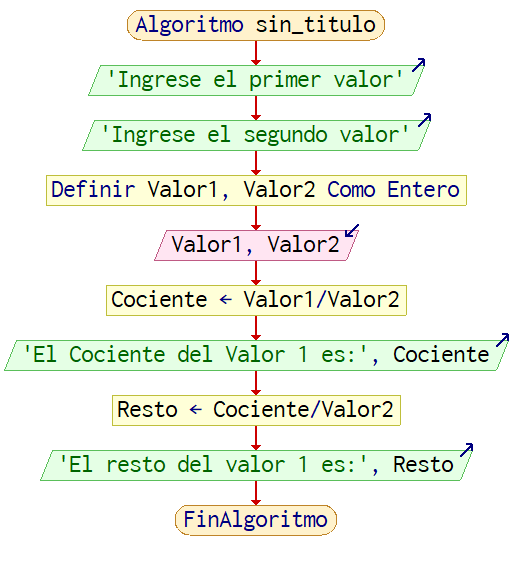 Algoritmo sin_titulo
'Ingrese el primer valor'
'Ingrese el segundo valor'
Definir Valor1, Valor2 Como Entero
Valor1, Valor2
Cociente ← Valor1/Valor2
'El Cociente del Valor 1 es:', Cociente
Resto ← Cociente/Valor2
'El resto del valor 1 es:', Resto
FinAlgoritmo